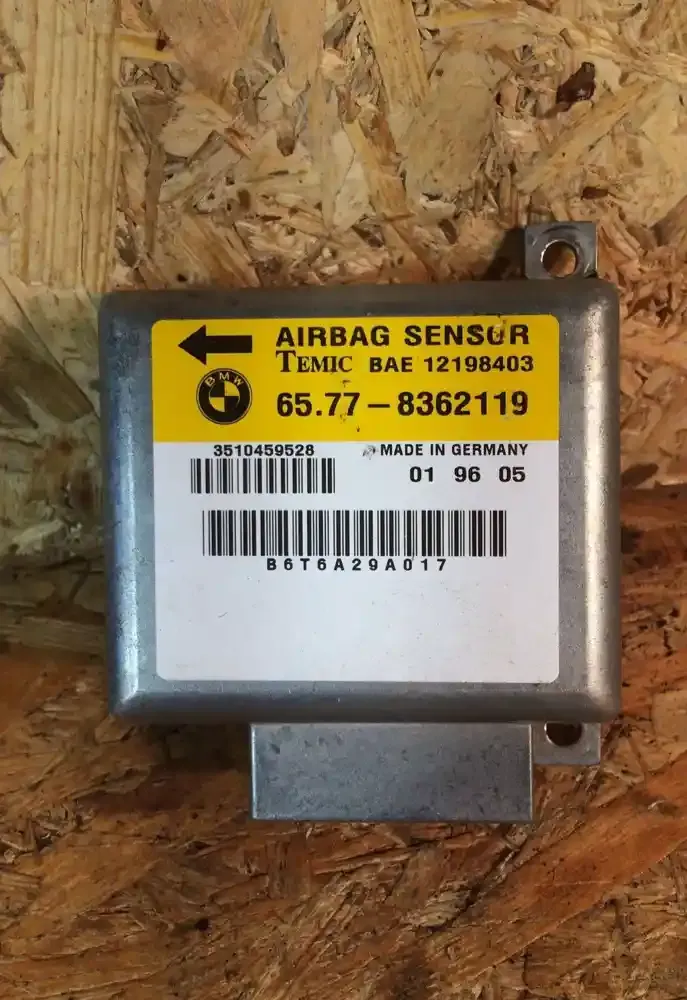 AIRBAG SENSOR
TEMIC BAE 12198403
BMW
65.77-8362119
3510459528
MADE IN GERMANY
01 96 05
B6T6A29A017